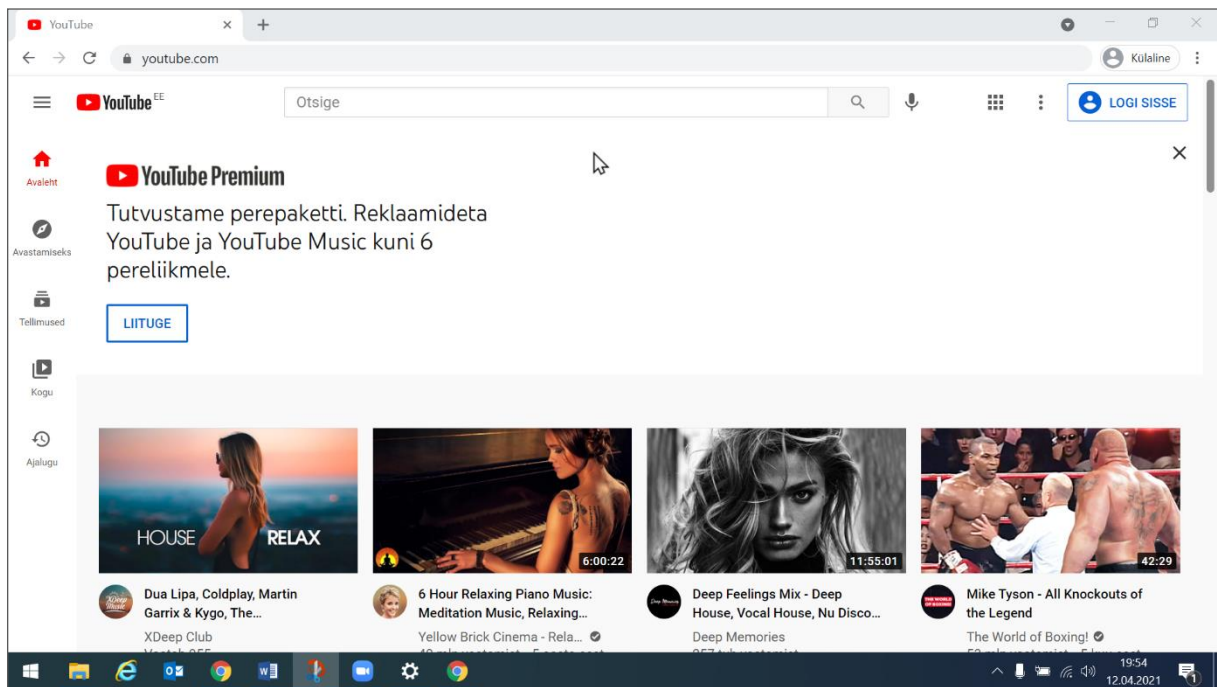 YouTube
youtube.com
Külaline
YouTube EE
Otsige
LOGI SISSE
Avaleht
Avastamiseks
Tellimused
Kogu
Ajalugu
YouTube Premium
Tutvustame perepaketti. Reklaamideta
YouTube ja YouTube Music kuni 6
pereliikmele.
LIITUGE
HOUSE RELAX
6:00:22
11:55:01
42:29
Dua Lipa, Coldplay, Martin
Garrix & Kygo, The...
XDeep Club
6 Hour Relaxing Piano Music:
Meditation Music, Relaxing...
Yellow Brick Cinema - Rela...
Deep Feelings Mix - Deep
House, Vocal House, Nu Disco...
Deep Memories
Mike Tyson - All Knockouts of
the Legend
The World of Boxing!
19:54
12.04.2021
1